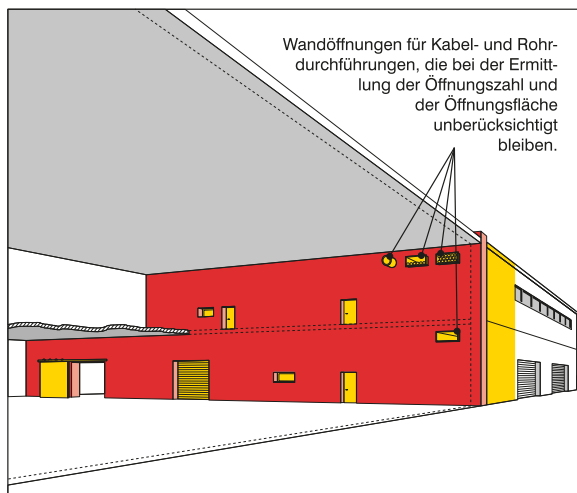 Wandöffnungen für Kabel- und Rohr-
durchführungen, die bei der Ermitt-
lung der Öffnungszahl und
der Öffnungsfläche
unberücksichtigt
bleiben.